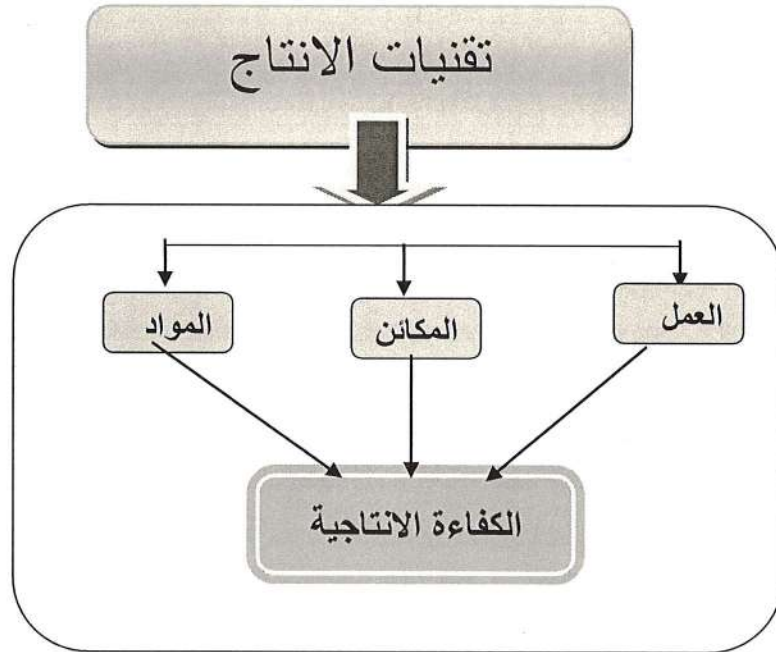 تقنيات الانتاج
العمل
المكائن
المواد
الكفاءة الانتاجية